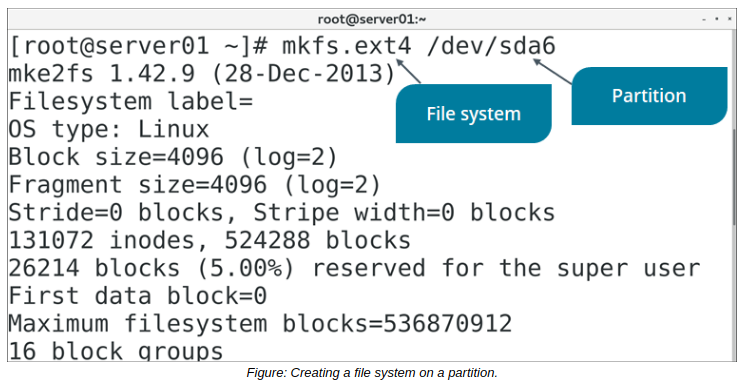 root@server01:~
[root@server01 ~]# mkfs.ext4 /dev/sda6
mke2fs 1.42.9 (28-Dec-2013)
Filesystem label=
OS type: Linux
Block size=4096 (log=2)
Fragment size=4096 (log=2)
Stride=0 blocks, Stripe width=0 blocks
131072 inodes, 524288 blocks
26214 blocks (5.00%) reserved for the super user
First data block=0
Maximum filesystem blocks=536870912
16 block groups
File system
Partition
Figure: Creating a file system on a partition.